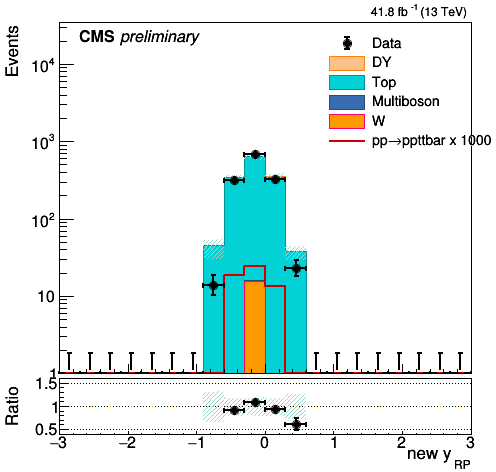 41.8 fb⁻¹ (13 TeV)
CMS preliminary
Events
Data
DY
Top
Multiboson
W
pp→ppttbar x 1000
10⁴
10³
10²
10
1
Ratio
1.5
1
0.5
−3 −2 −1 0 1 2 3
new y_RP